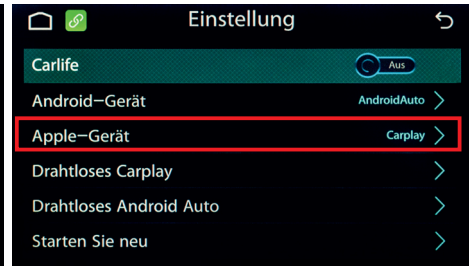 Einstellung
Carlife Aus
Android-Gerät AndroidAuto
Apple-Gerät Carplay
Drahtloses Carplay
Drahtloses Android Auto
Starten Sie neu